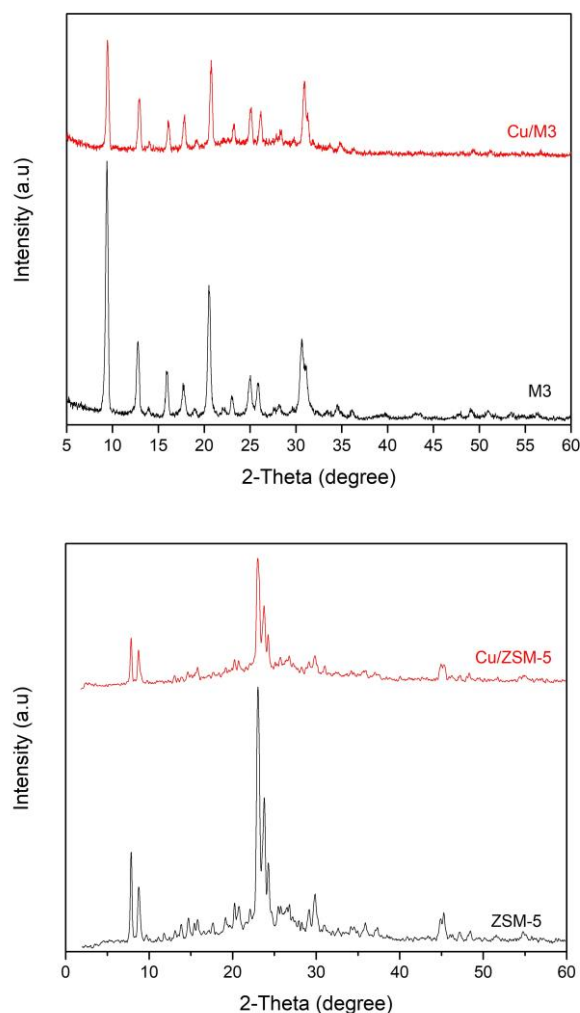 Intensity (a.u)
Cu/M3
M3
5 10 15 20 25 30 35 40 45 50 55 60
2-Theta (degree)
Intensity (a.u)
Cu/ZSM-5
ZSM-5
0 10 20 30 40 50 60
2-Theta (degree)